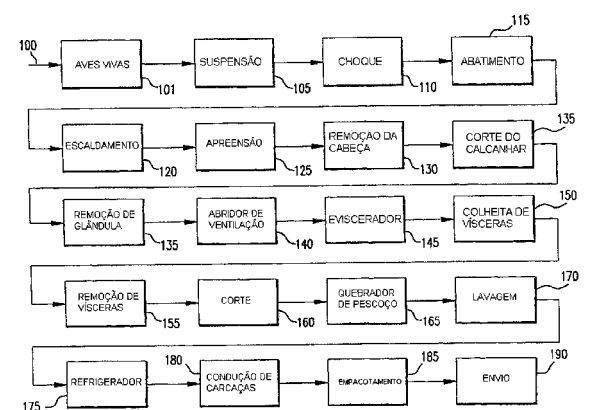 100
AVES VIVAS
101
SUSPENSÃO
105
CHOQUE
110
115
ABATIMENTO
ESCALDAMENTO
120
APREENSÃO
125
REMOÇÃO DA
CABEÇA
130
135
CORTE DO
CALCANHAR
REMOÇÃO DE
GLÂNDULA
135
ABRIDOR DE
VENTILAÇÃO
140
EVISCERADOR
145
150
COLHEITA DE
VÍSCERAS
REMOÇÃO DE
VÍSCERAS
155
CORTE
160
QUEBRADOR
DE PESCOÇO
165
170
LAVAGEM
REFRIGERADOR
175
180
CONDUÇÃO DE
CARCAÇAS
185
EMPACOTAMENTO
190
ENVIO